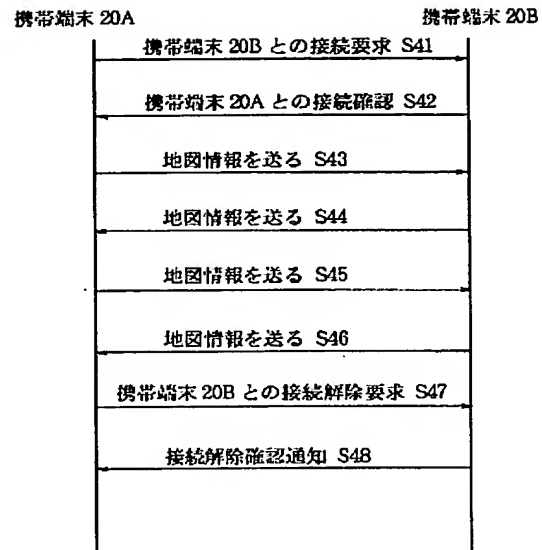 携帯端末 20A
携帯端末 20B
携帯端末 20B との接続要求 S41
携帯端末 20A との接続確認 S42
地図情報を送る S43
地図情報を送る S44
地図情報を送る S45
地図情報を送る S46
携帯端末 20B との接続解除要求 S47
接続解除確認通知 S48